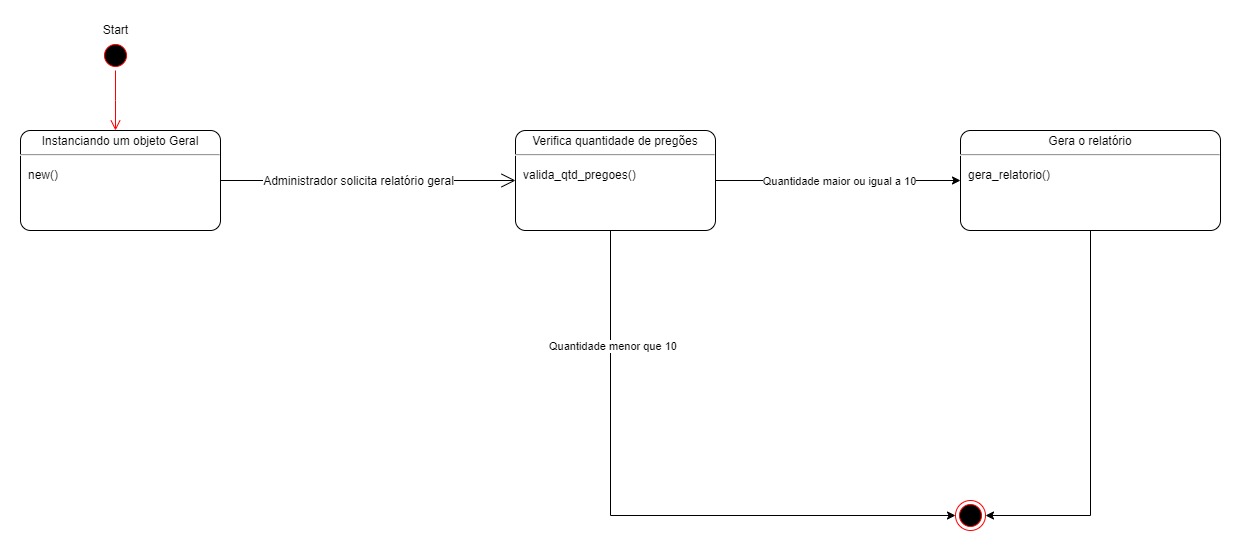 Start
Instanciando um objeto Geral
new()
Administrador solicita relatório geral
Verifica quantidade de pregões
valida_qtd_pregoes()
Quantidade maior ou igual a 10
Gera o relatório
gera_relatorio()
Quantidade menor que 10